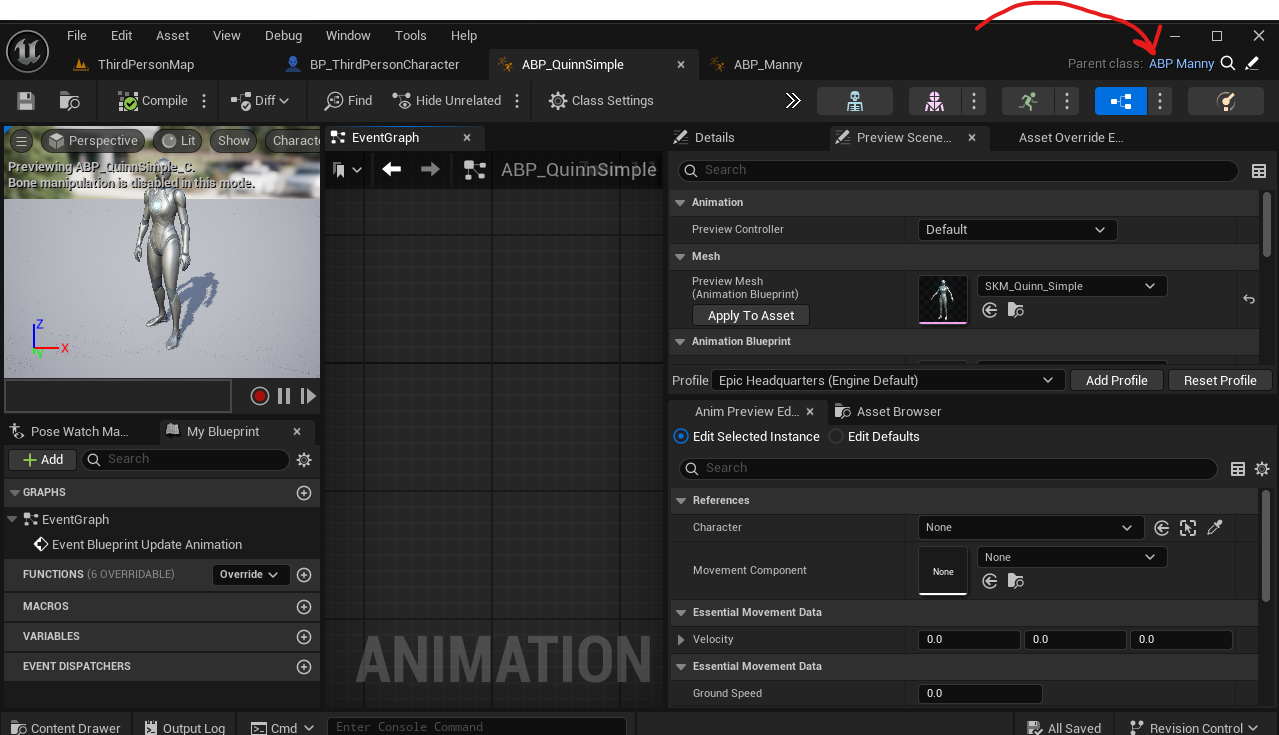 File Edit Asset View Debug Window Tools Help
ThirdPersonMap BP_ThirdPersonCharacter ABP_QuinnSimple ABP_Manny Parent class: ABP Manny
Compile Diff Find Hide Unrelated Class Settings
Perspective Lit Show Characte
Previewing ABP_QuinnSimple_C.
Bone manipulation is disabled in this mode.
Z
X
Y
EventGraph
ABP_QuinnSimple
ANIMATION
Pose Watch Ma... My Blueprint
Add Search
GRAPHS
EventGraph
Event Blueprint Update Animation
FUNCTIONS (6 OVERRIDABLE) Override
MACROS
VARIABLES
EVENT DISPATCHERS
Details Preview Scene... Asset Override E...
Search
Animation
Preview Controller Default
Mesh
Preview Mesh
(Animation Blueprint)
SKM_Quinn_Simple
Apply To Asset
Animation Blueprint
Profile Epic Headquarters (Engine Default) Add Profile Reset Profile
Anim Preview Ed... Asset Browser
Edit Selected Instance Edit Defaults
Search
References
Character None
Movement Component None None
Essential Movement Data
Velocity 0.0 0.0 0.0
Essential Movement Data
Ground Speed 0.0
Content Drawer Output Log Cmd Enter Console Command All Saved Revision Control